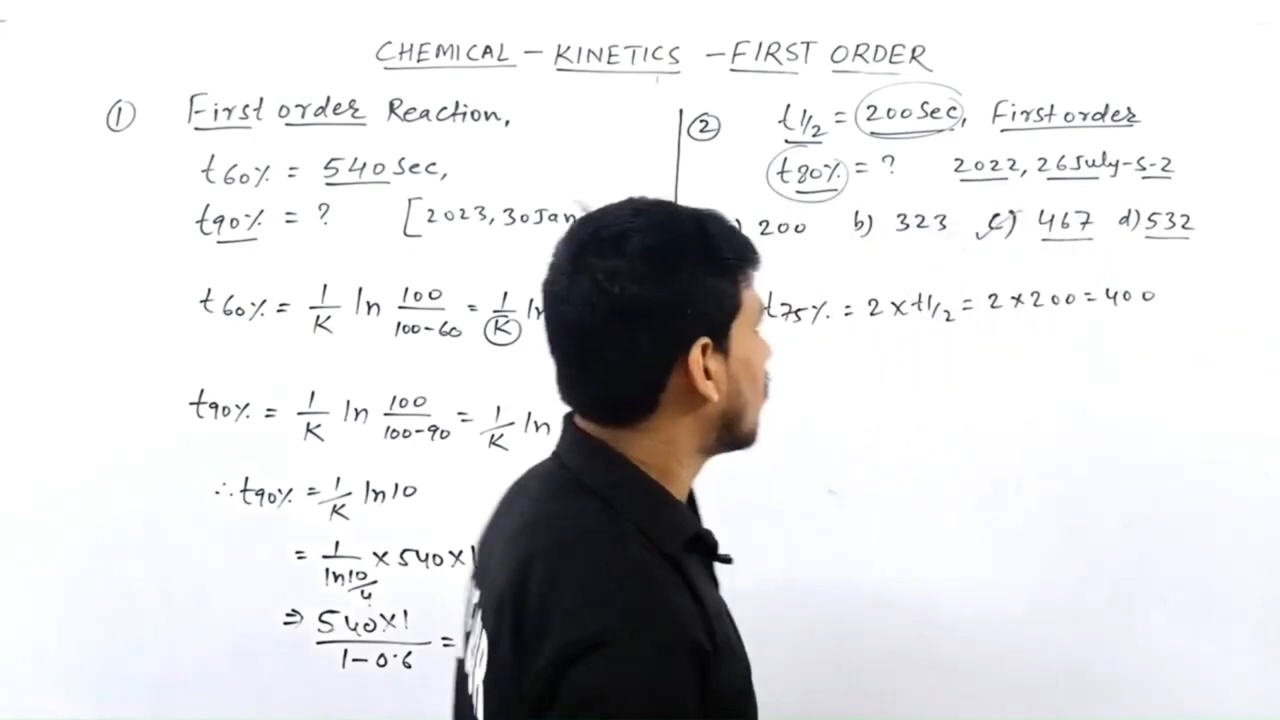 CHEMICAL – KINETICS – FIRST ORDER
① First order Reaction,
t60% = 540 sec,
t90% = ? [2023, 30 Jan
t60% = 1/K ln 100/100-60 = 1/K ln
t90% = 1/K ln 100/100-90 = 1/K ln
∴ t90% = 1/K ln10
= 1/ln10/4 × 540 ×
⇒ 540×1/1-0.6 =
② t1/2 = 200 Sec, First order
t80% = ? 2022, 26 July-S-2
) 200 b) 323 c) 467 d) 532
t75% = 2 × t1/2 = 2 × 200 = 400